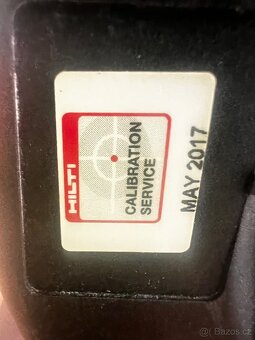 HILTI
CALIBRATION
SERVICE
MAY 2017
© Bazos.cz